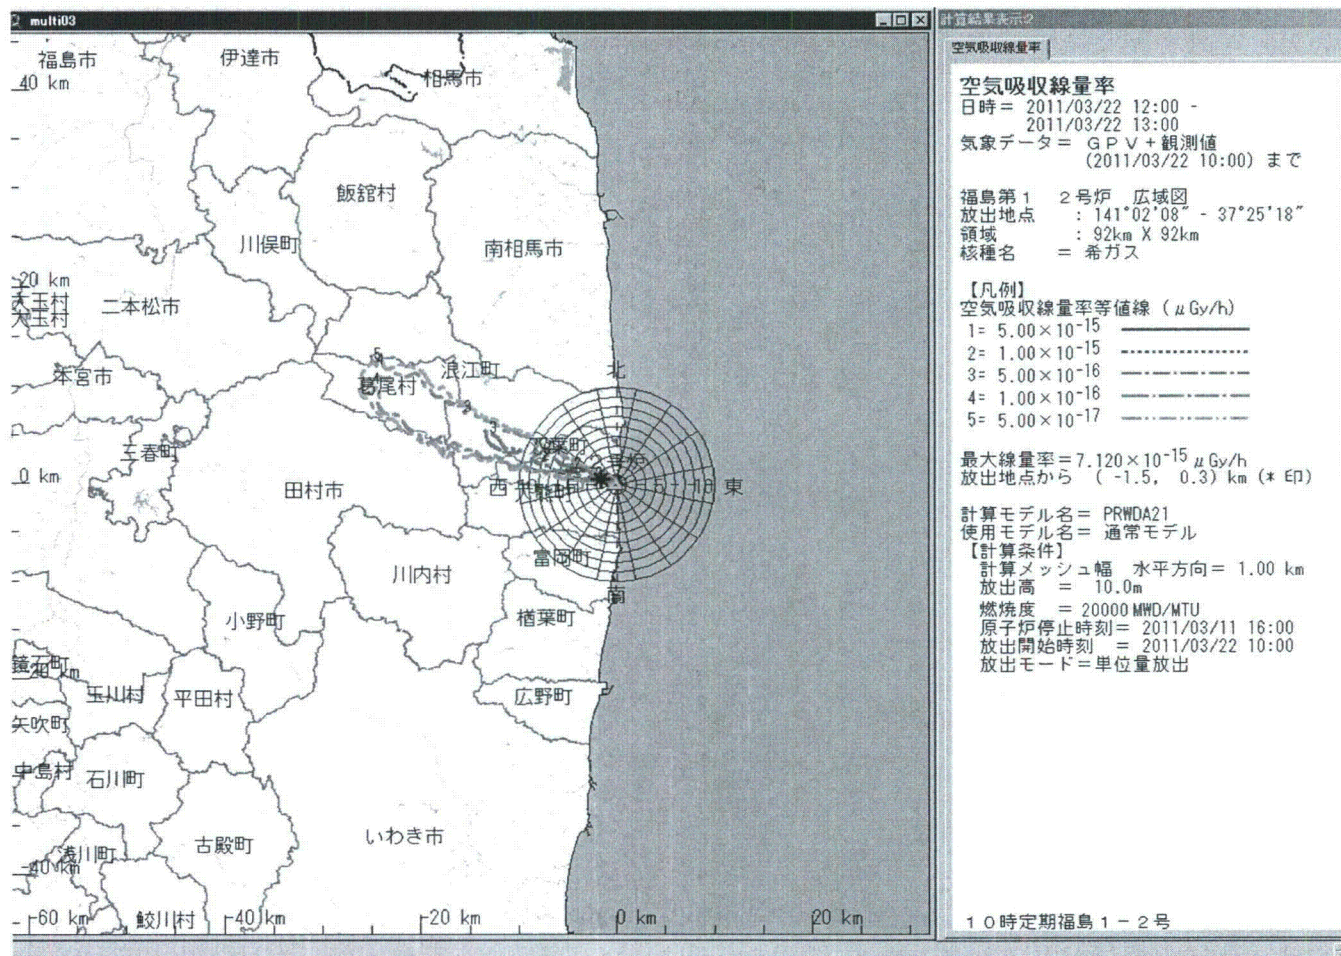 multi03
福島市
伊達市
相馬市
40 km
飯舘村
川俣町
南相馬市
20 km
大玉村
大玉村
二本松市
本宮市
5
4
葛尾村
浪江町
北
3
3
双葉町
三春町
0 km
田村市
西
東
富岡町
川内村
南
楢葉町
小野町
鏡石町
玉川村
平田村
広野町
矢吹町
中島村
石川町
いわき市
古殿町
浅川町
-40 km
鮫川村
-60 km
-40 km
-20 km
0 km
20 km
計算結果表示2
空気吸収線量率
空気吸収線量率
日時= 2011/03/22 12:00 -
2011/03/22 13:00
気象データ= GPV+観測値
(2011/03/22 10:00) まで
福島第1 2号炉 広域図
放出地点 : 141°02'08" - 37°25'18"
領域 : 92km X 92km
核種名 = 希ガス
【凡例】
空気吸収線量率等値線 (μGy/h)
1= 5.00×10-15
2= 1.00×10-15
3= 5.00×10-16
4= 1.00×10-16
5= 5.00×10-17
最大線量率=7.120×10-15 μGy/h
放出地点から ( -1.5, 0.3) km (* 印)
計算モデル名= PRWDA21
使用モデル名= 通常モデル
【計算条件】
計算メッシュ幅 水平方向= 1.00 km
放出高 = 10.0m
燃焼度 = 20000MWD/MTU
原子炉停止時刻= 2011/03/11 16:00
放出開始時刻 = 2011/03/22 10:00
放出モード=単位量放出
10時定期福島1-2号